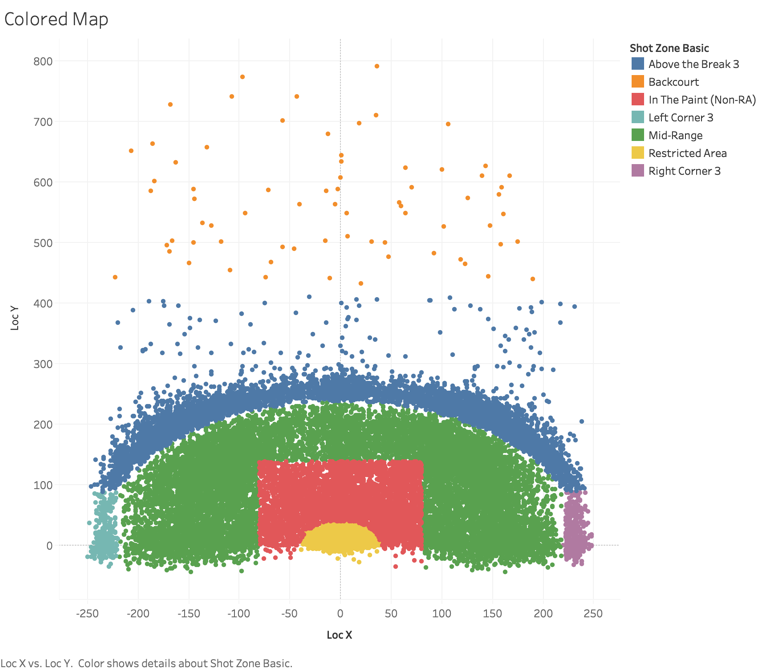 Colored Map
Shot Zone Basic
Above the Break 3
Backcourt
In The Paint (Non-RA)
Left Corner 3
Mid-Range
Restricted Area
Right Corner 3
800
700
600
500
400
300
200
100
0
Loc Y
-250 -200 -150 -100 -50 0 50 100 150 200 250
Loc X
Loc X vs. Loc Y. Color shows details about Shot Zone Basic.